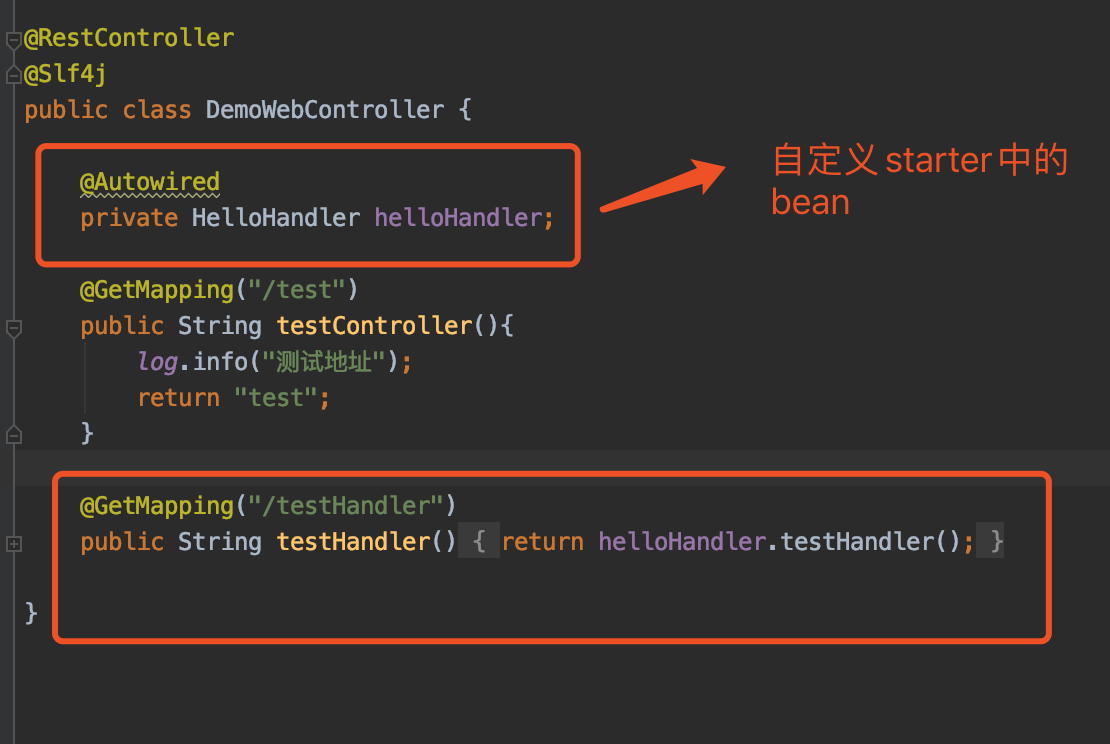 @RestController
@Slf4j
public class DemoWebController {
@Autowired
private HelloHandler helloHandler;
自定义starter中的
bean
@GetMapping("/test")
public String testController(){
log.info("测试地址");
return "test";
}
@GetMapping("/testHandler")
public String testHandler() { return helloHandler.testHandler(); }
}